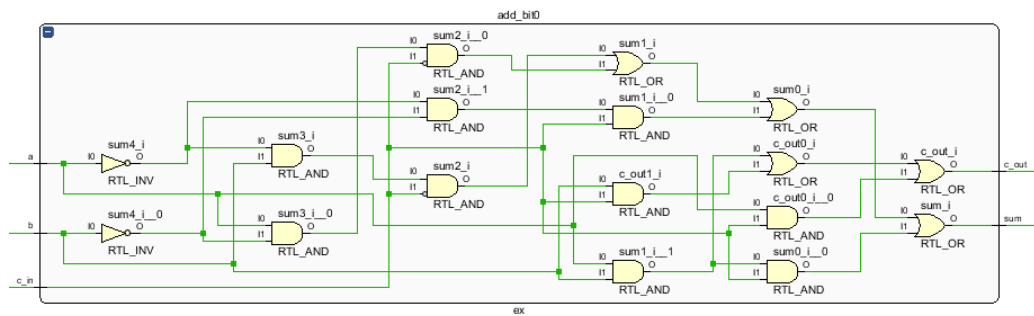 add_bit0
sum2_i__0
I0
I1
O
RTL_AND
sum1_i
I0
I1
O
RTL_OR
sum2_i__1
I0
I1
O
RTL_AND
sum1_i__0
I0
I1
O
RTL_AND
sum0_i
I0
I1
O
RTL_OR
a
sum4_i
I0
O
RTL_INV
sum3_i
I0
I1
O
RTL_AND
sum2_i
I0
I1
O
RTL_AND
c_out1_i
I0
I1
O
RTL_AND
c_out0_i
I0
I1
O
RTL_OR
c_out_i
I0
I1
O
RTL_OR
c_out
b
sum4_i__0
I0
O
RTL_INV
sum3_i__0
I0
I1
O
RTL_AND
c_out0_i__0
I0
I1
O
RTL_AND
sum_i
I0
I1
O
RTL_OR
sum
sum1_i__1
I0
I1
O
RTL_AND
sum0_i__0
I0
I1
O
RTL_AND
c_in
ex